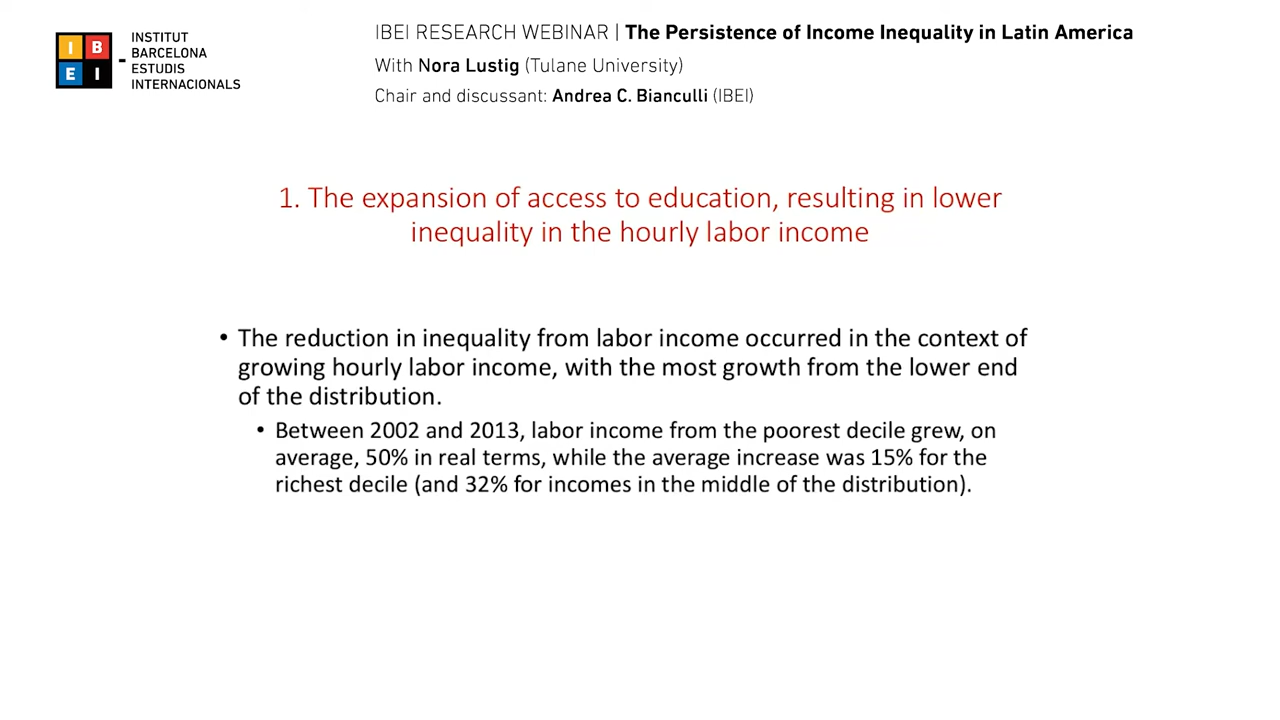 I B
E I
-
INSTITUT
BARCELONA
ESTUDIS
INTERNACIONALS
IBEI RESEARCH WEBINAR | The Persistence of Income Inequality in Latin America
With Nora Lustig (Tulane University)
Chair and discussant: Andrea C. Bianculli (IBEI)
1. The expansion of access to education, resulting in lower
inequality in the hourly labor income
• The reduction in inequality from labor income occurred in the context of
growing hourly labor income, with the most growth from the lower end
of the distribution.
• Between 2002 and 2013, labor income from the poorest decile grew, on
average, 50% in real terms, while the average increase was 15% for the
richest decile (and 32% for incomes in the middle of the distribution).